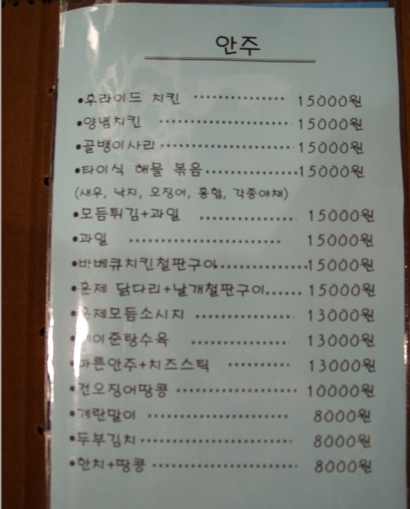 안주
•후라이드 치킨 15000원
•양념치킨 15000원
•골뱅이사리 15000원
•타이식 해물 볶음 15000원
(새우, 낙지, 오징어, 홍합, 각종야채)
•모듬튀김+과일 15000원
•과일 15000원
•바베큐치킨철판구이 15000원
•훈제 닭다리+날개철판구이 15000원
•훈제모듬소시지 13000원
13000원
•마른안주+치즈스틱 13000원
•건오징어땅콩 10000원
•계란말이 8000원
•두부김치 8000원
•한치+땅콩 8000원